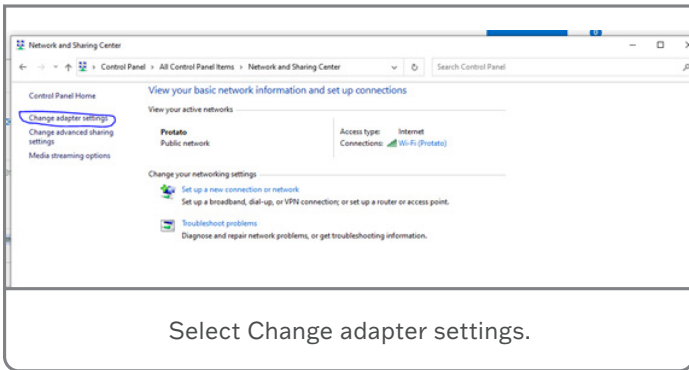 0
Network and Sharing Center
Control Panel > All Control Panel Items > Network and Sharing Center
Search Control Panel
Control Panel Home
Change adapter settings
Change advanced sharing
settings
Media streaming options
View your basic network information and set up connections
View your active networks
Protato
Public network
Access type: Internet
Connections: Wi-Fi (Protato)
Change your networking settings
Set up a new connection or network
Set up a broadband, dial-up, or VPN connection; or set up a router or access point.
Troubleshoot problems
Diagnose and repair network problems, or get troubleshooting information.
Select Change adapter settings.